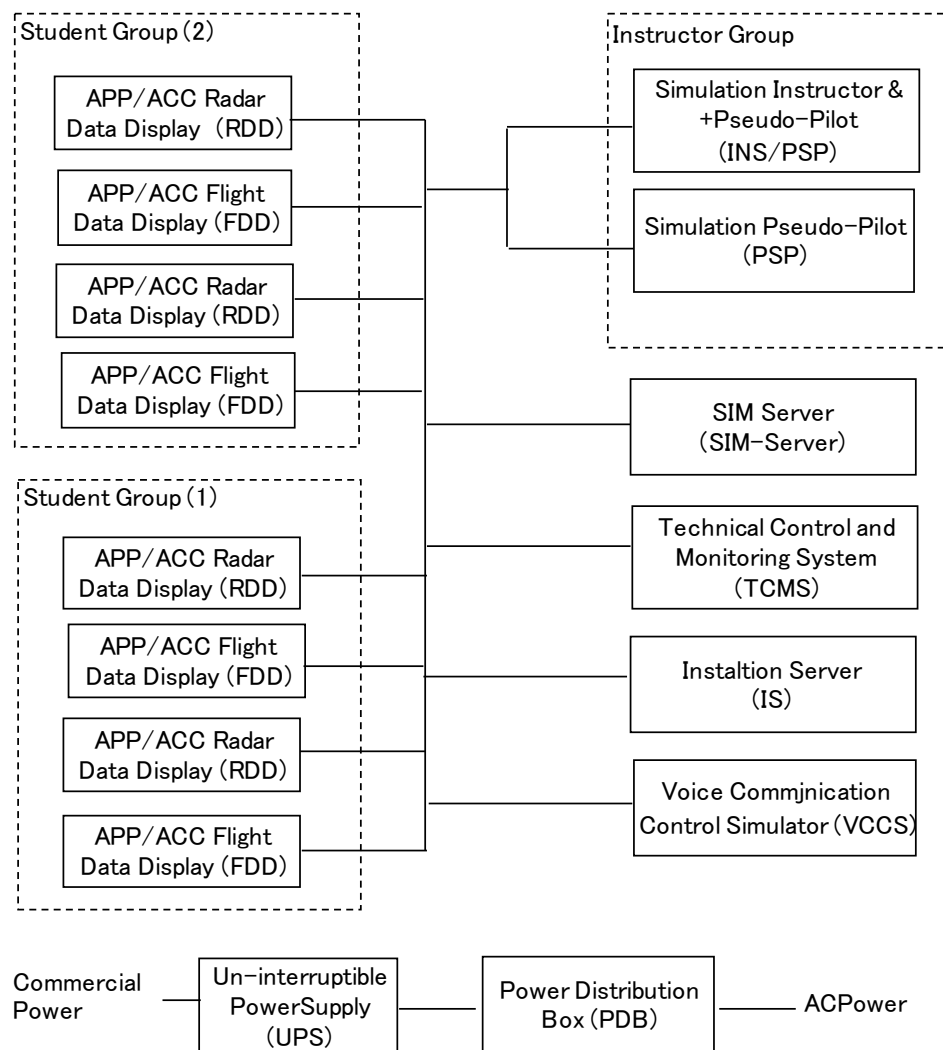 Student Group (2)
APP/ACC Radar
Data Display (RDD)
APP/ACC Flight
Data Display (FDD)
APP/ACC Radar
Data Display (RDD)
APP/ACC Flight
Data Display (FDD)
Student Group (1)
APP/ACC Radar
Data Display (RDD)
APP/ACC Flight
Data Display (FDD)
APP/ACC Radar
Data Display (RDD)
APP/ACC Flight
Data Display (FDD)
Instructor Group
Simulation Instructor &
+Pseudo-Pilot
(INS/PSP)
Simulation Pseudo-Pilot
(PSP)
SIM Server
(SIM-Server)
Technical Control and
Monitoring System
(TCMS)
Instaltion Server
(IS)
Voice Commjnication
Control Simulator (VCCS)
Commercial
Power
Un-interruptible
PowerSupply
(UPS)
Power Distribution
Box (PDB)
ACPower